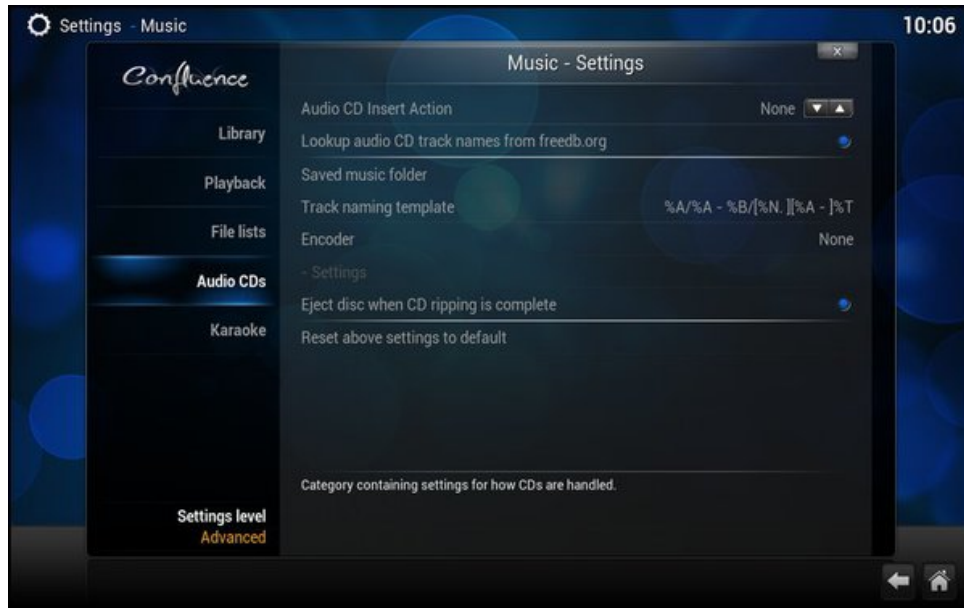 Settings - Music
10:06
Confluence
Music - Settings
x
Library
Playback
File lists
Audio CDs
Karaoke
Audio CD Insert Action None
Lookup audio CD track names from freedb.org
Saved music folder
Track naming template %A/%A - %B/[%N. ][%A - ]%T
Encoder None
- Settings
Eject disc when CD ripping is complete
Reset above settings to default
Category containing settings for how CDs are handled.
Settings level
Advanced